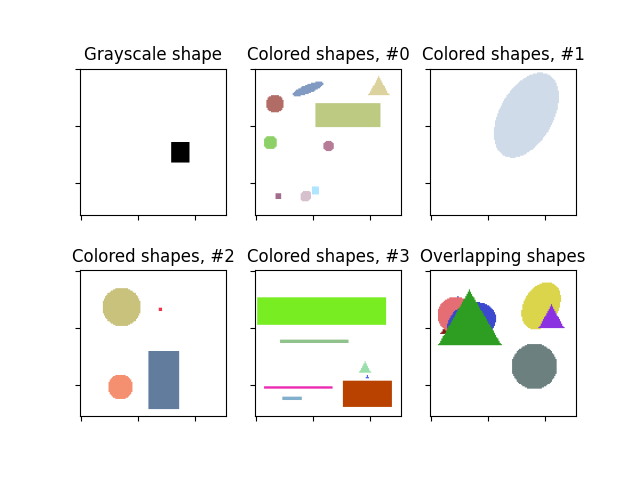 Grayscale shape
Colored shapes, #0
Colored shapes, #1
Colored shapes, #2
Colored shapes, #3
Overlapping shapes